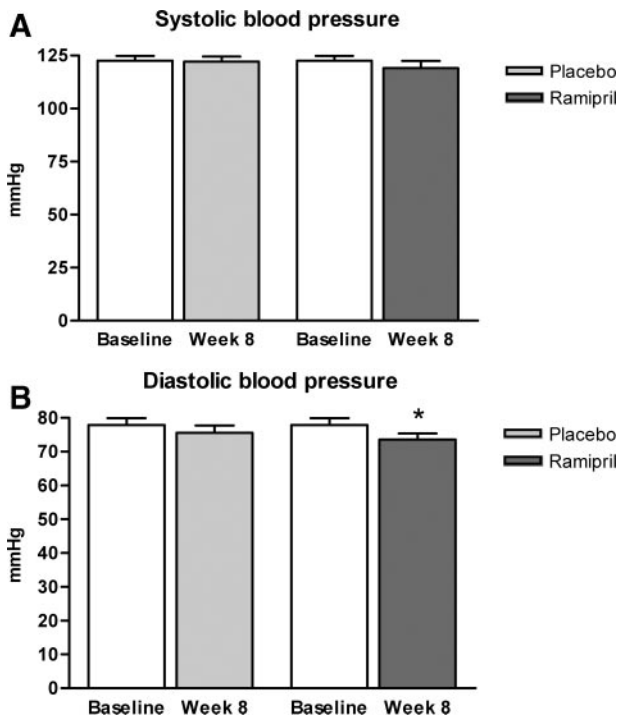 A
Systolic blood pressure
125
100
75
50
25
0
mmHg
Baseline Week 8 Baseline Week 8
Placebo
Ramipril
B
Diastolic blood pressure
80
70
60
50
40
30
20
10
0
mmHg
*
Baseline Week 8 Baseline Week 8
Placebo
Ramipril